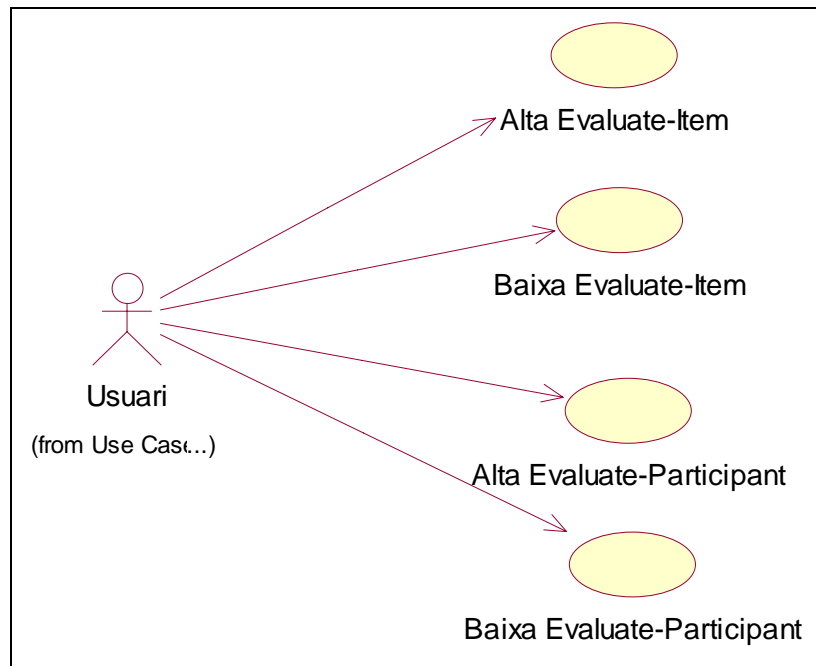 Alta Evaluate-Item
Baixa Evaluate-Item
Usuari
(from Use Case...)
Alta Evaluate-Participant
Baixa Evaluate-Participant